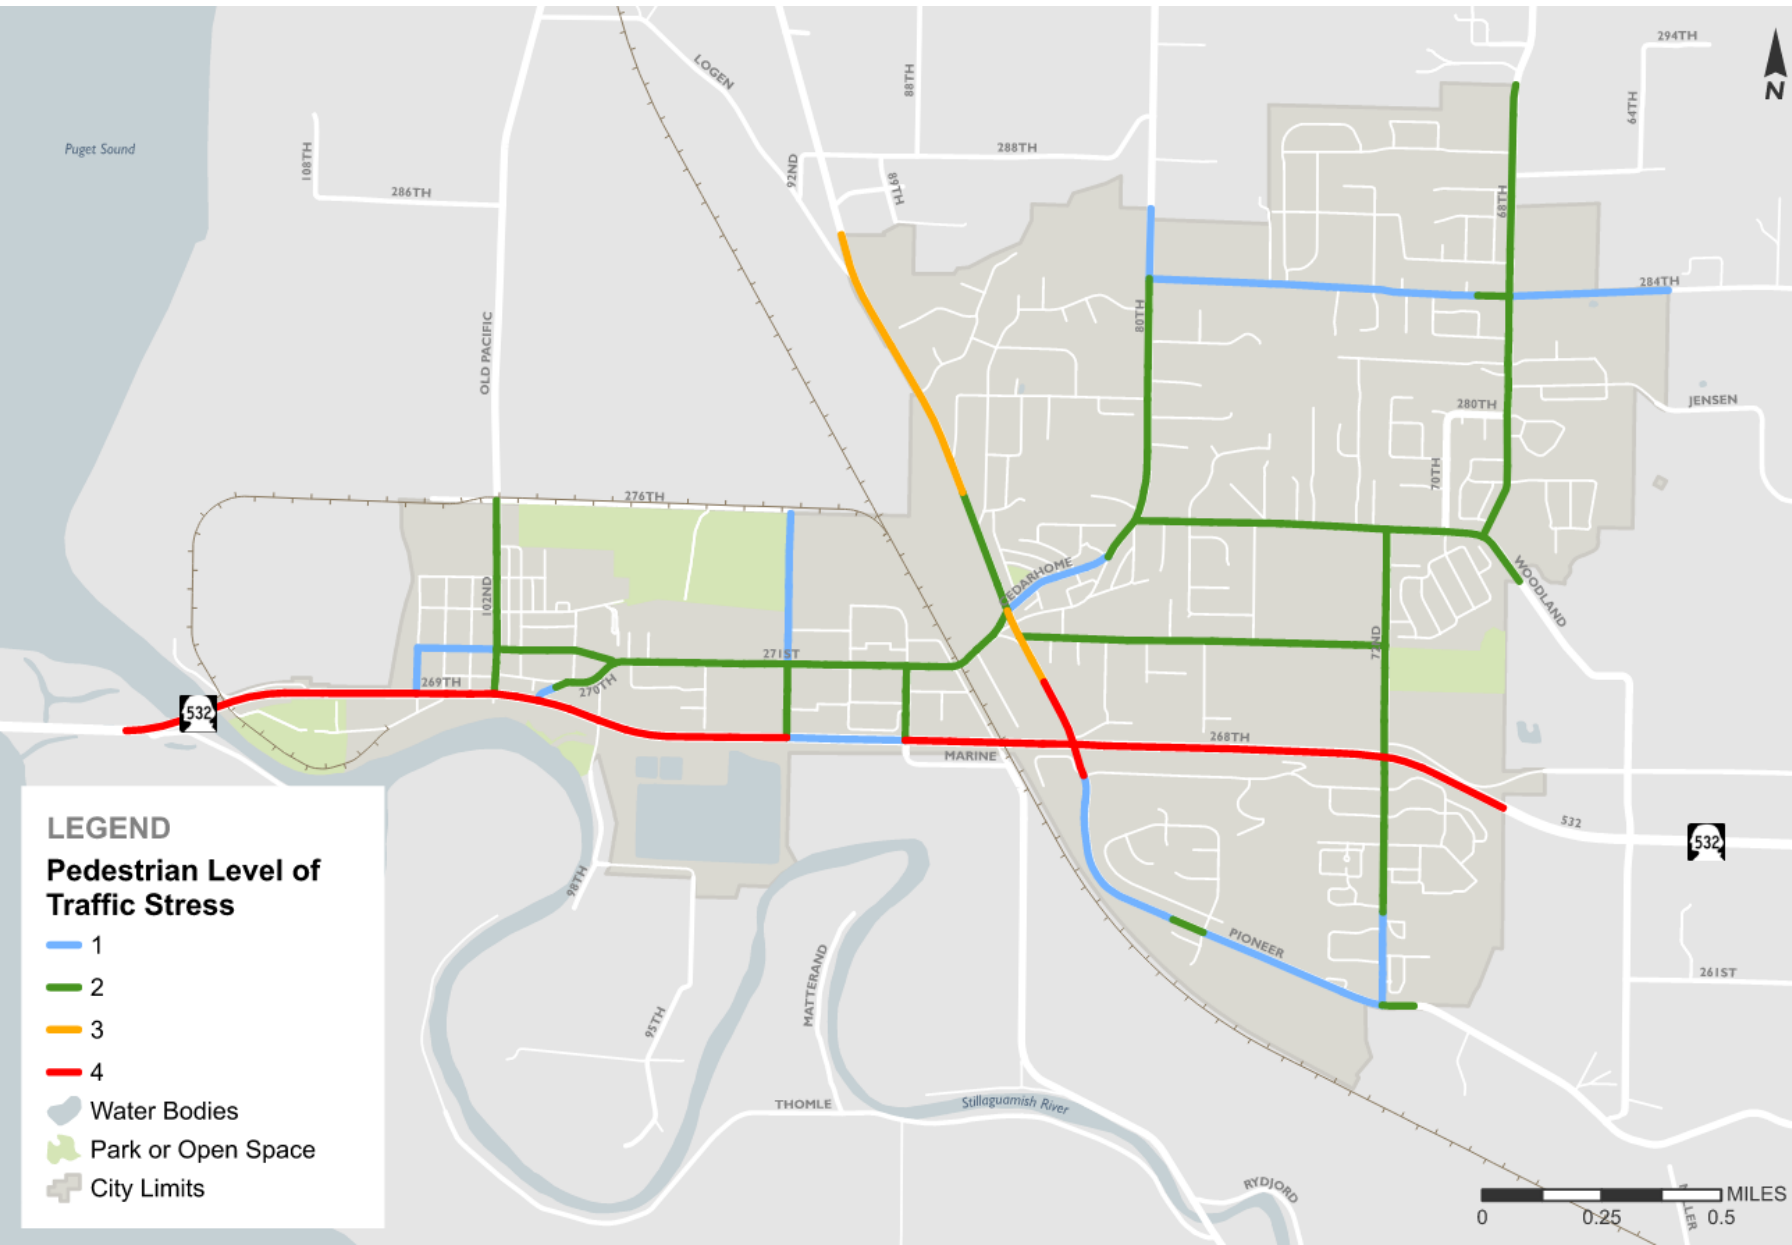 294TH
LOGEN
88TH
64TH
N
Puget Sound
108TH
288TH
92ND
286TH
89TH
68TH
284TH
80TH
OLD PACIFIC
JENSEN
280TH
70TH
276TH
CEDARHOME
WOODLAND
102ND
72ND
271ST
269TH
270TH
532
268TH
MARINE
532
532
98TH
PIONEER
261ST
MATTERAND
95TH
THOMLE
Stillaguamish River
RYDJORD
LEGEND
Pedestrian Level of
Traffic Stress
1
2
3
4
Water Bodies
Park or Open Space
City Limits
MILES
0
0.25
0.5